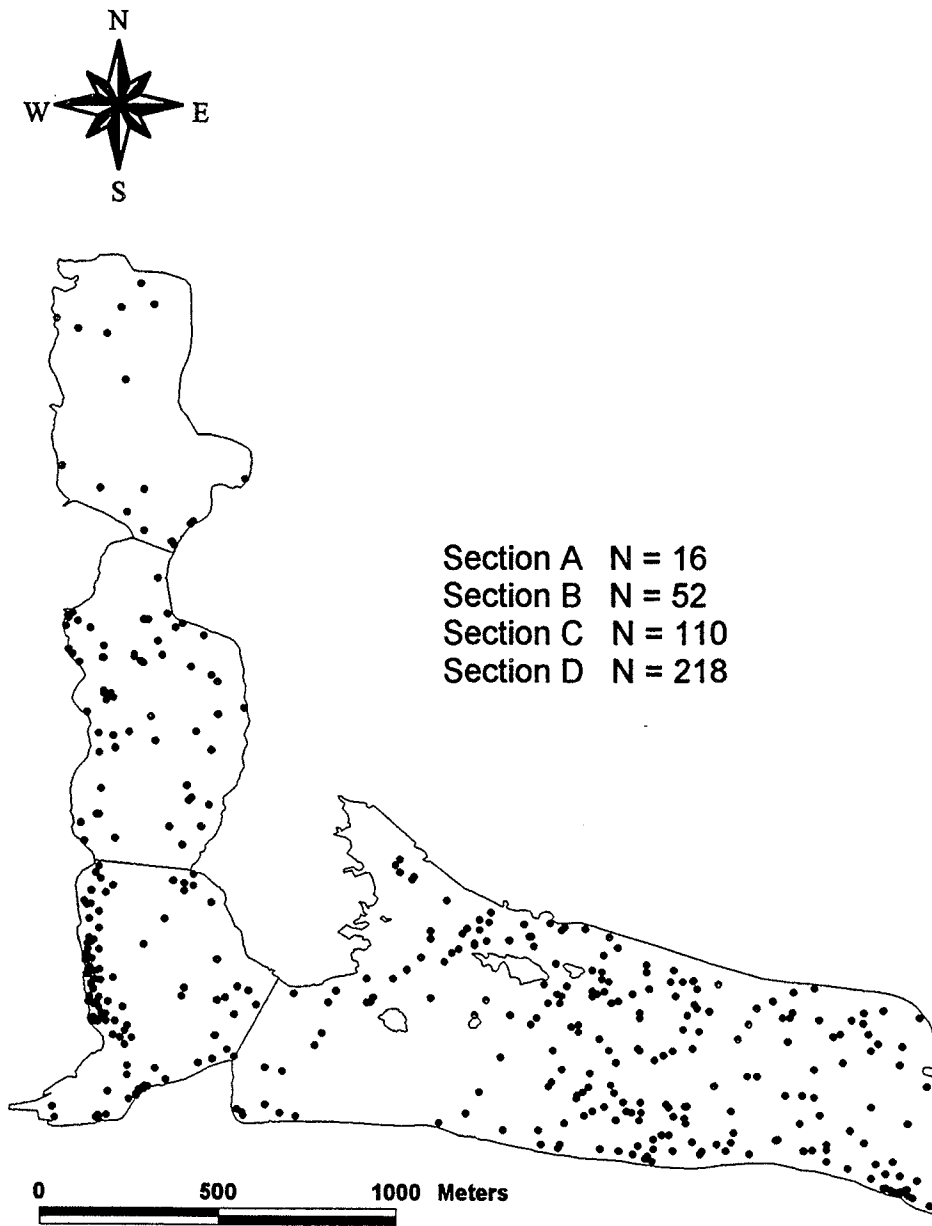 N
W E
S
Section A N = 16
Section B N = 52
Section C N = 110
Section D N = 218
0 500 1000 Meters